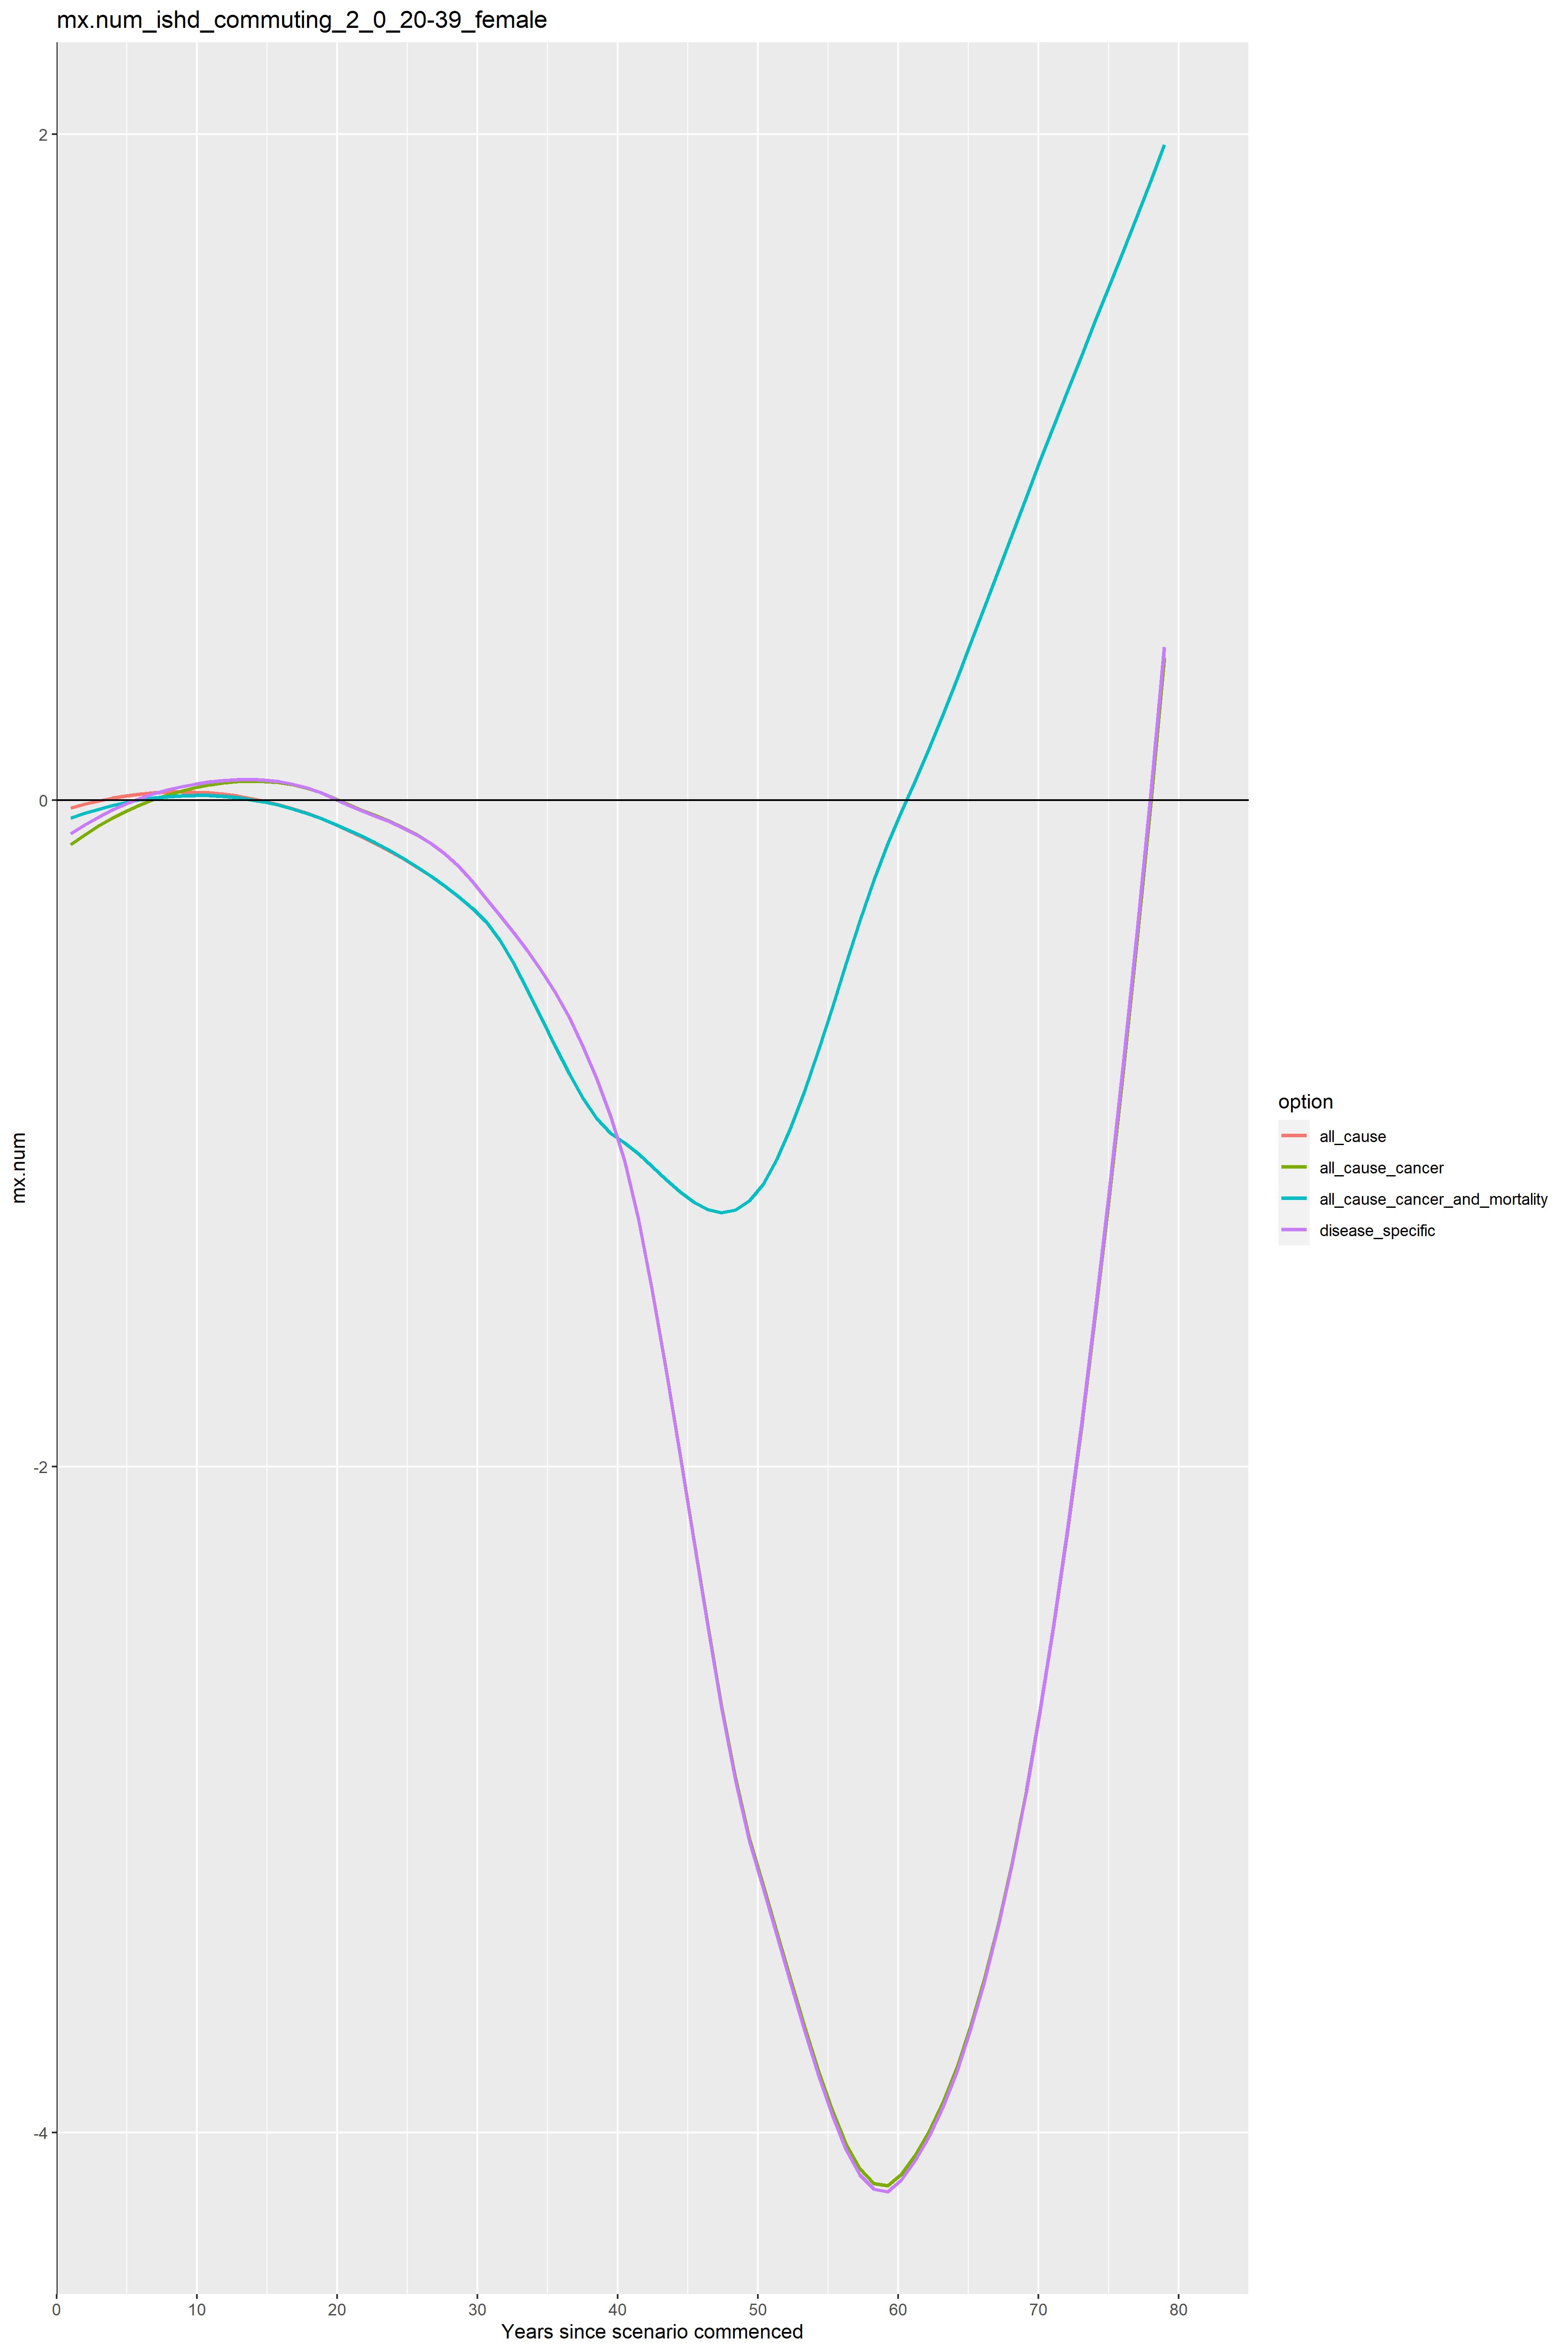 mx.num_ishd_commuting_2_0_20-39_female
2
0
-2
-4
mx.num
0 10 20 30 40 50 60 70 80
Years since scenario commenced
option
all_cause
all_cause_cancer
all_cause_cancer_and_mortality
disease_specific